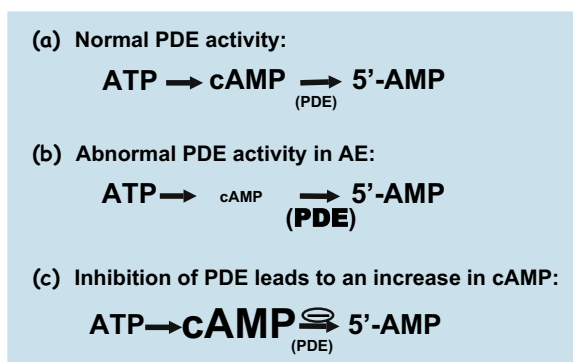 (a) Normal PDE activity:
ATP → cAMP → 5’-AMP
(PDE)
(b) Abnormal PDE activity in AE:
ATP → cAMP → 5’-AMP
(PDE)
(c) Inhibition of PDE leads to an increase in cAMP:
ATP → cAMP → 5’-AMP
(PDE)